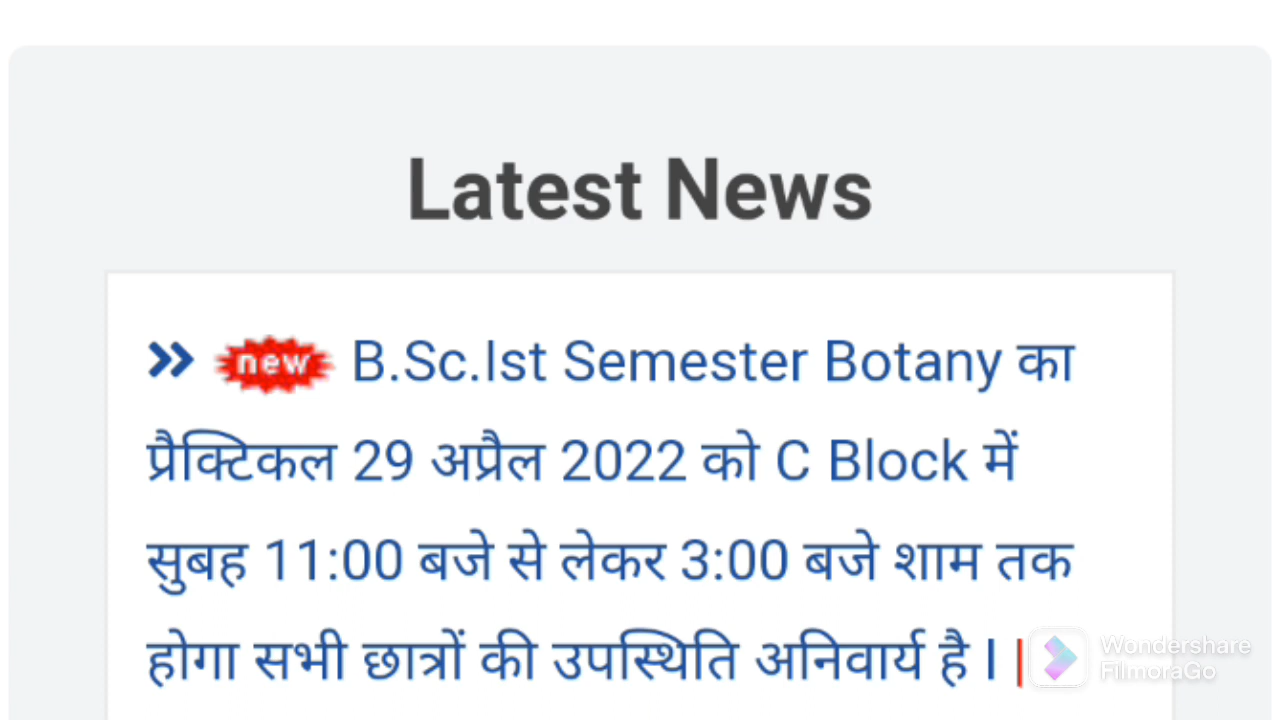 Latest News
» new B.Sc.Ist Semester Botany का
प्रैक्टिकल 29 अप्रैल 2022 को C Block में
सुबह 11:00 बजे से लेकर 3:00 बजे शाम तक
होगा सभी छात्रों की उपस्थिति अनिवार्य है I |
Wondershare
FilmoraGo